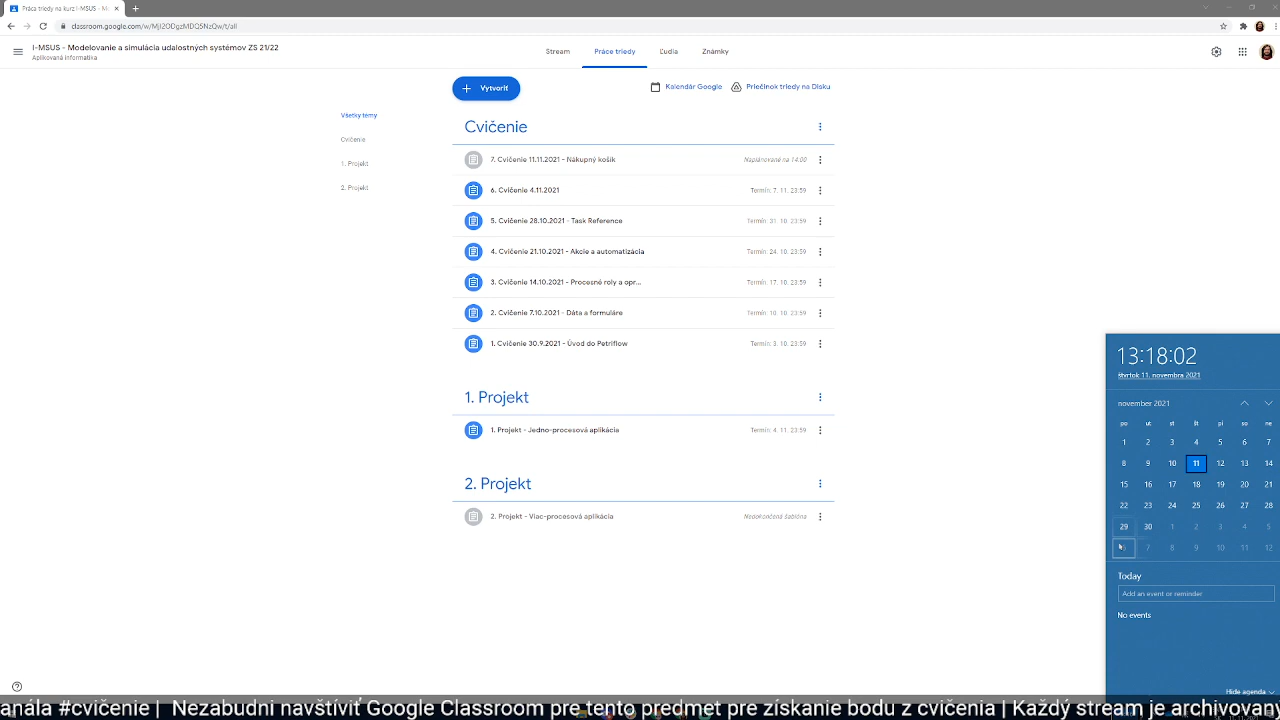 Práca triedy na kurz I-MSUS - Mo
classroom.google.com/w/MjI2ODgzMDQ5NzQw/t/all
I-MSUS - Modelovanie a simulácia udalostných systémov ZS 21/22
Aplikovaná informatika
Stream
Práce triedy
Ľudia
Známky
Vytvoriť
Kalendár Google
Priečinok triedy na Disku
Všetky témy
Cvičenie
1. Projekt
2. Projekt
Cvičenie
7. Cvičenie 11.11.2021 - Nákupný košík
Naplánované na 14:00
6. Cvičenie 4.11.2021
Termín: 7. 11. 23:59
5. Cvičenie 28.10.2021 - Task Reference
Termín: 31. 10. 23:59
4. Cvičenie 21.10.2021 - Akcie a automatizácia
Termín: 24. 10. 23:59
3. Cvičenie 14.10.2021 - Procesné roly a opr...
Termín: 17. 10. 23:59
2. Cvičenie 7.10.2021 - Dáta a formuláre
Termín: 10. 10. 23:59
1. Cvičenie 30.9.2021 - Úvod do Petriflow
Termín: 3. 10. 23:59
1. Projekt
1. Projekt - Jedno-procesová aplikácia
Termín: 4. 11. 23:59
2. Projekt
2. Projekt - Viac-procesová aplikácia
Nedokončená šablóna
13:18:02
štvrtok 11. novembra 2021
november 2021
po ut st št pi so ne
1 2 3 4 5 6 7
8 9 10 11 12 13 14
15 16 17 18 19 20 21
22 23 24 25 26 27 28
29 30 1 2 3 4 5
6 7 8 9 10 11 12
Today
Add an event or reminder
No events
Hide agenda
anála #cvičenie | Nezabudni navštíviť Google Classroom pre tento predmet pre získanie bodu z cvičenia | Každý stream je archivovan